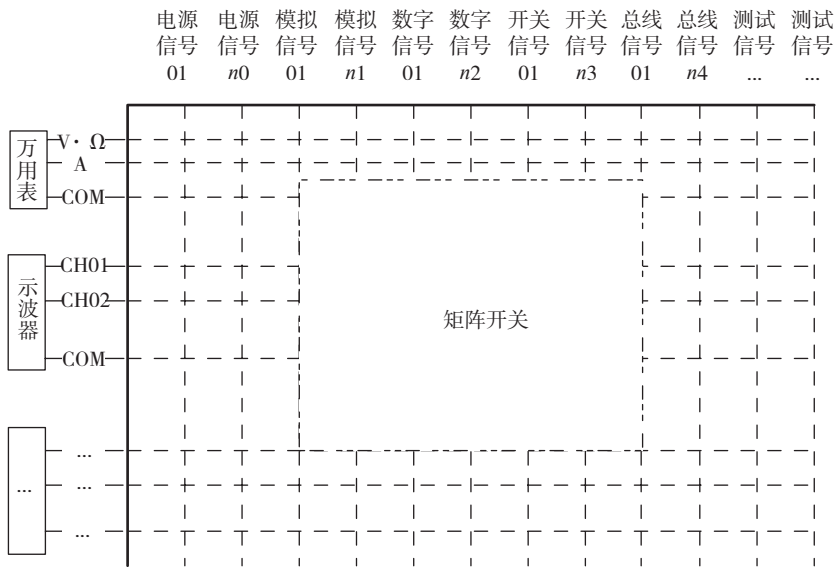 电源 电源 模拟 模拟 数字 数字 开关 开关 总线 总线 测试 测试
信号 信号 信号 信号 信号 信号 信号 信号 信号 信号 信号 信号
01 n0 01 n1 01 n2 01 n3 01 n4 ... ...
万用表
V·Ω
A
COM
示波器
CH01
CH02
COM
矩阵开关
...
...
...
...